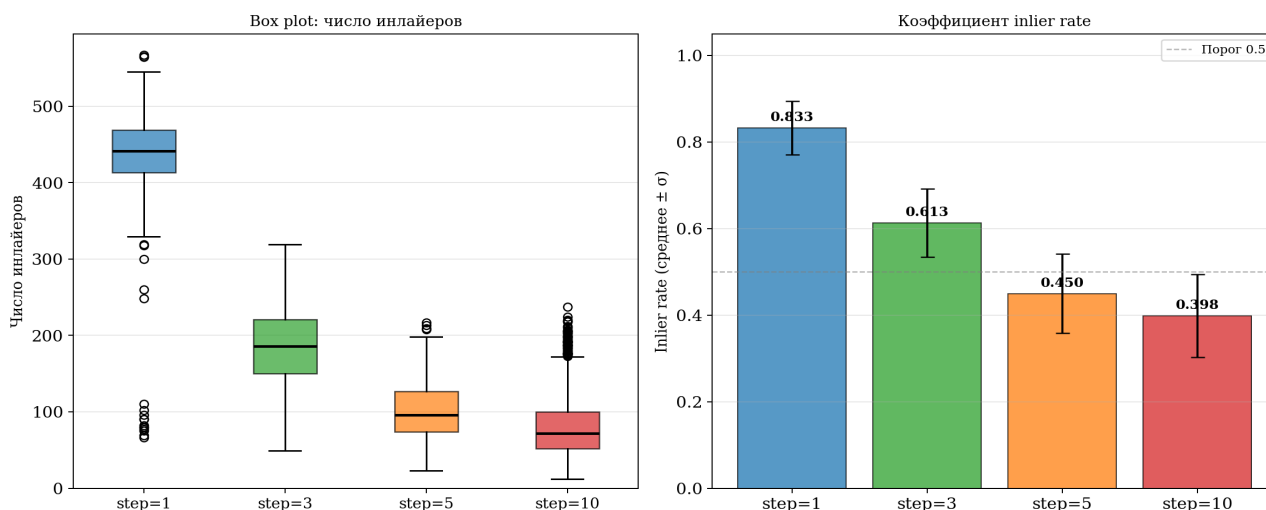 Box plot: число инлайеров
Число инлайеров
500
400
300
200
100
0
step=1
step=3
step=5
step=10
Коэффициент inlier rate
Порог 0.5
Inlier rate (среднее ± σ)
1.0
0.8
0.6
0.4
0.2
0.0
0.833
0.613
0.450
0.398
step=1
step=3
step=5
step=10